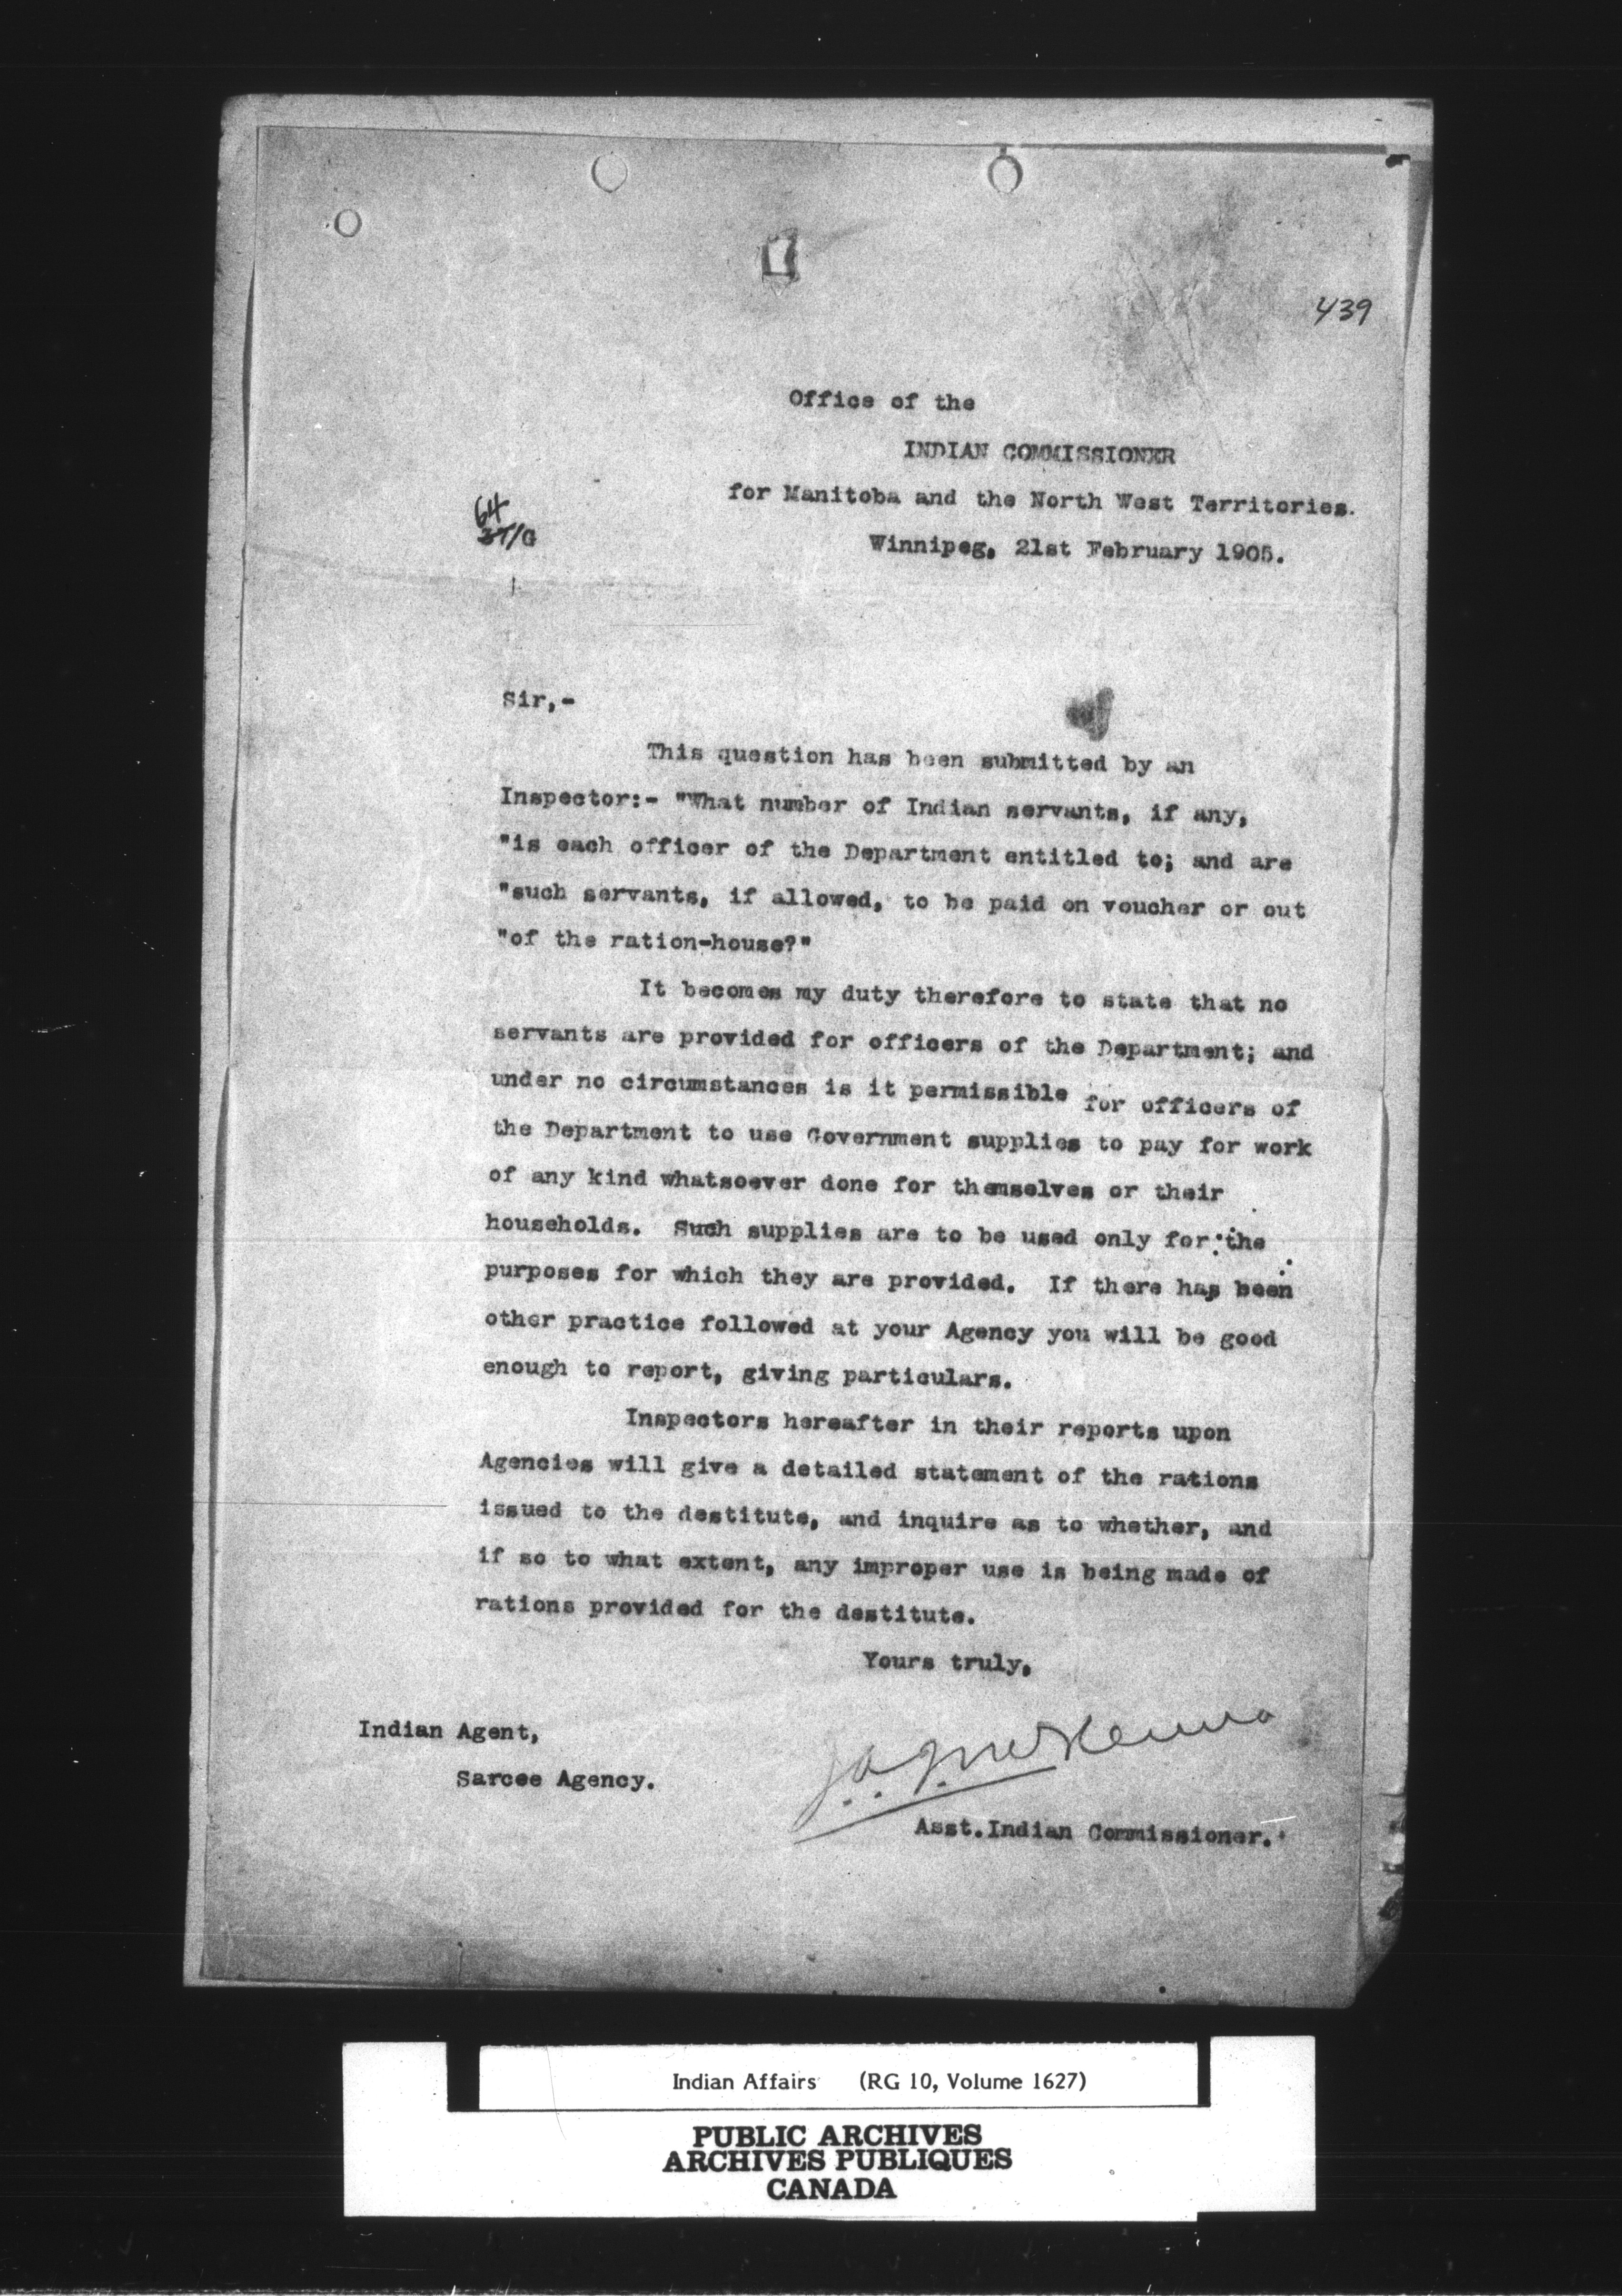 439
Office of the
INDIAN COMMISSIONER
for Manitoba and the North West Territories.
64
3T/G
Winnipeg, 21st February 1905.
Sir,-
This question has been submitted by an
Inspector:- "What number of Indian servants, if any,
"is each officer of the Department entitled to; and are
"such servants, if allowed, to be paid on voucher or out
"of the ration-house?"
It becomes my duty therefore to state that no
servants are provided for officers of the Department; and
under no circumstances is it permissible for officers of
the Department to use Government supplies to pay for work
of any kind whatsoever done for themselves or their
households. Such supplies are to be used only for the
purposes for which they are provided. If there has been
other practice followed at your Agency you will be good
enough to report, giving particulars.
Inspectors hereafter in their reports upon
Agencies will give a detailed statement of the rations
issued to the destitute, and inquire as to whether, and
if so to what extent, any improper use is being made of
rations provided for the destitute.
Yours truly,
J.A.J. McKenna
Indian Agent,
Sarcee Agency.
Asst. Indian Commissioner.
Indian Affairs (RG 10, Volume 1627)
PUBLIC ARCHIVES
ARCHIVES PUBLIQUES
CANADA